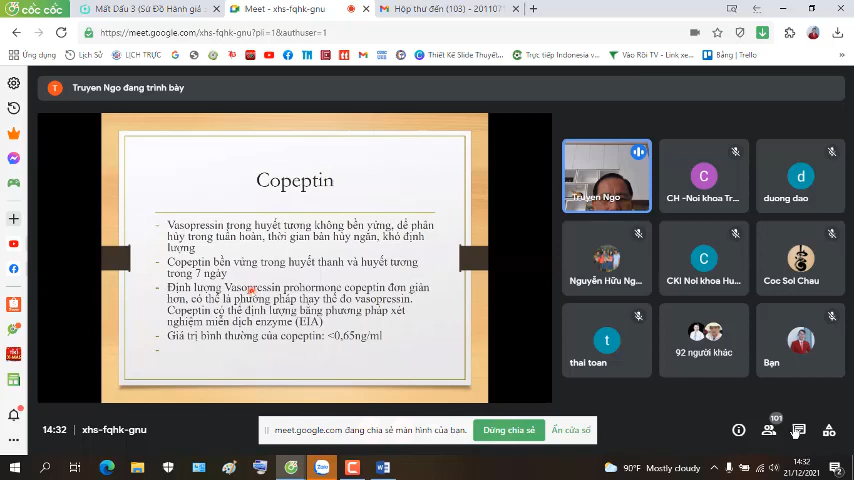 cốc cốc
Mất Dấu 3 (Sứ Đồ Hành giả :
Meet - xhs-fqhk-gnu
Hộp thư đến (103) - 201107
https://meet.google.com/xhs-fqhk-gnu?pli=1&authuser=1
Ứng dụng
Lịch Sử
LỊCH TRỰC
Thiết Kế Slide Thuyết...
Trực tiếp Indonesia v...
Vào Rồi TV - Link xe...
Bảng | Trello
T
Truyen Ngo đang trình bày
Copeptin
- Vasopressin trong huyết tương không bền vững, dể phân
hủy trong tuần hoàn, thời gian bàn hủy ngắn, khó định
lượng
- Copeptin bền vững trong huyết thanh và huyết tương
trong 7 ngày
- Định lượng Vasopressin prohormone copeptin đơn giản
hơn, có thể là phương pháp thay thế đo vasopressin.
Copeptin có thể định lượng bằng phương pháp xét
nghiệm miễn dịch enzyme (EIA)
- Giá trị bình thường của copeptin: <0,65ng/ml
-
Truyen Ngo
C
CH -Noi khoa Tr...
d
duong dao
Nguyễn Hữu Ng...
C
CKI Noi khoa Hu...
Coc Soi Chau
t
thai toan
92 người khác
Bạn
14:32
xhs-fqhk-gnu
meet.google.com đang chia sẻ màn hình của bạn.
Dừng chia sẻ
Ẩn cửa sổ
101
Zalo
90°F Mostly cloudy
14:32
21/12/2021